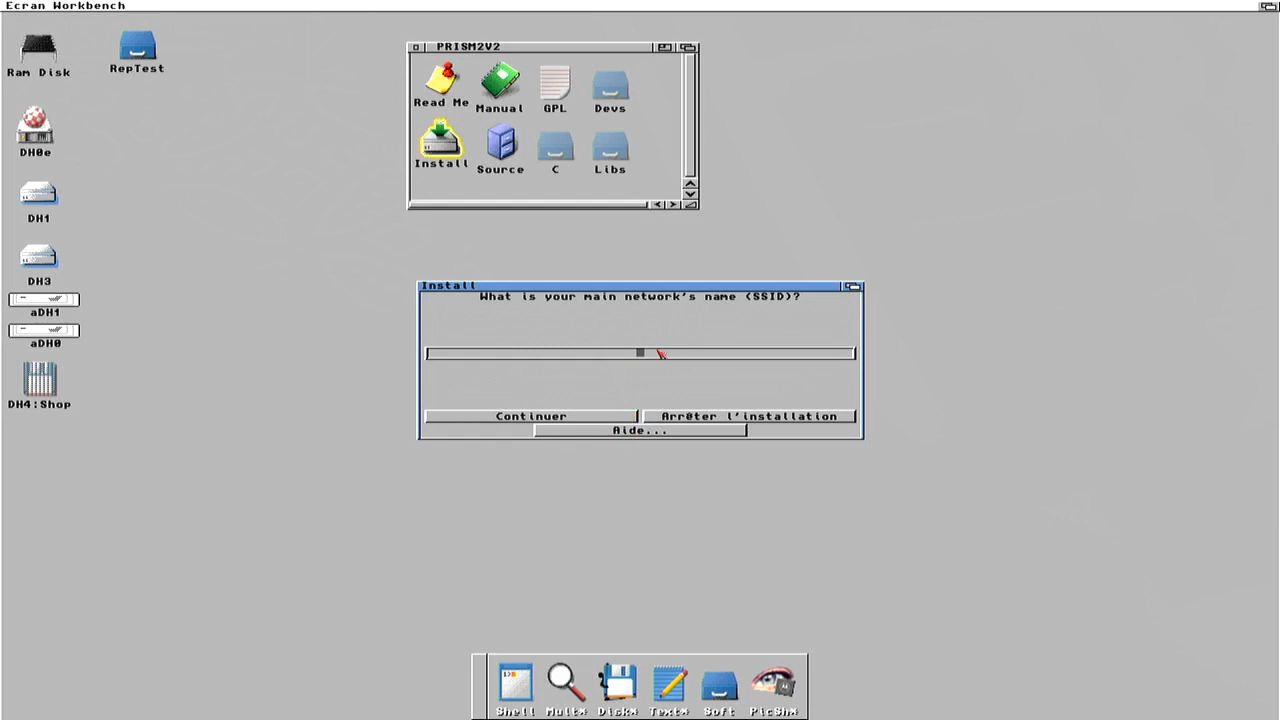 Ecran Workbench
Ram Disk
RepTest
DH0e
DH1
DH3
aDH1
aDH0
DH4:Shop
PRISM2V2
Read Me
Manual
GPL
Devs
Install
Source
C
Libs
Install
What is your main network's name (SSID)?
Continuer
Arrêter l'installation
Aide...
Shell
Mult*
Disk*
Text*
Soft
PicSh*